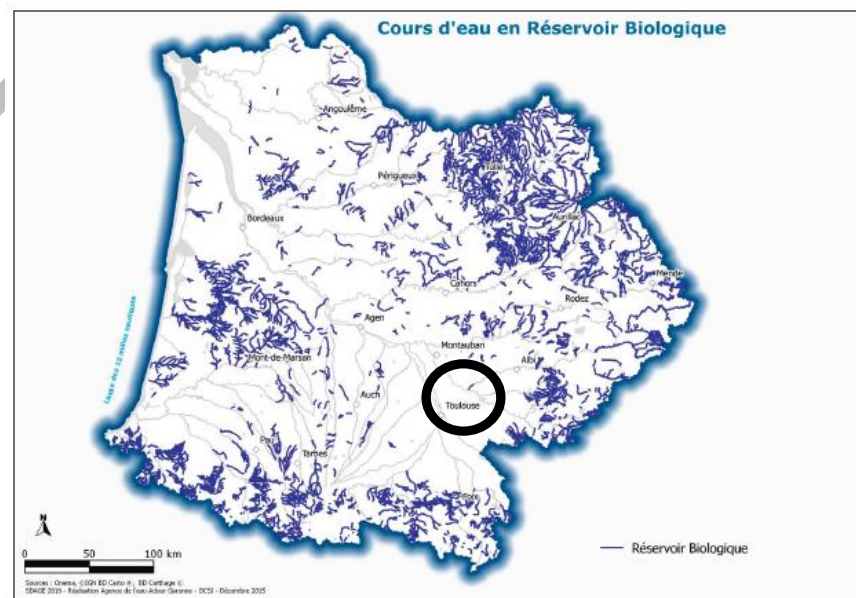 Cours d'eau en Réservoir Biologique
Angoulême
Périgueux
Tulle
Bordeaux
Aurillac
Mende
Cahors
Rodez
Agen
Montauban
Mont-de-Marsan
Albi
Auch
Toulouse
Pau
Tarbes
Foix
Limite des 12 milles nautiques
N
0 50 100 km
Réservoir Biologique
Sources : Onema, ©IGN BD Carto ®, BD Carthage ©
SDAGE 2016 - Réalisation Agence de l'eau Adour Garonne - DCSI - Décembre 2015